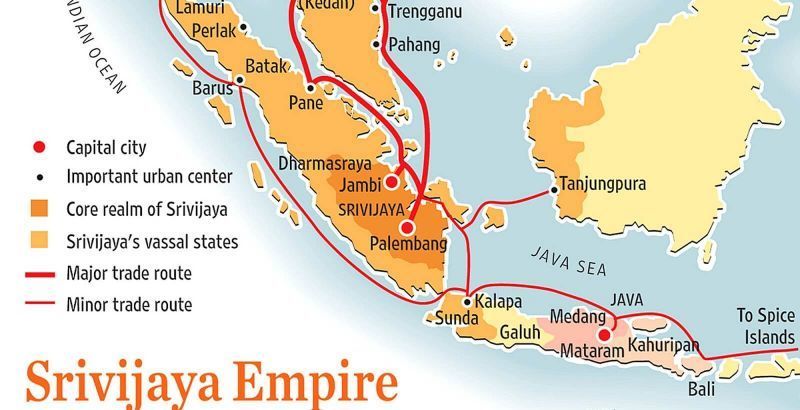 Lamuri
(Kedah)
Trengganu
Perlak
Pahang
INDIAN OCEAN
Batak
Barus
Pane
Capital city
Important urban center
Core realm of Srivijaya
Srivijaya's vassal states
Major trade route
Minor trade route
Dharmasraya
Jambi
SRIVIJAYA
Palembang
Tanjungpura
JAVA SEA
Kalapa
Sunda
Galuh
JAVA
Medang
Mataram
Kahuripan
Bali
To Spice
Islands
Srivijaya Empire